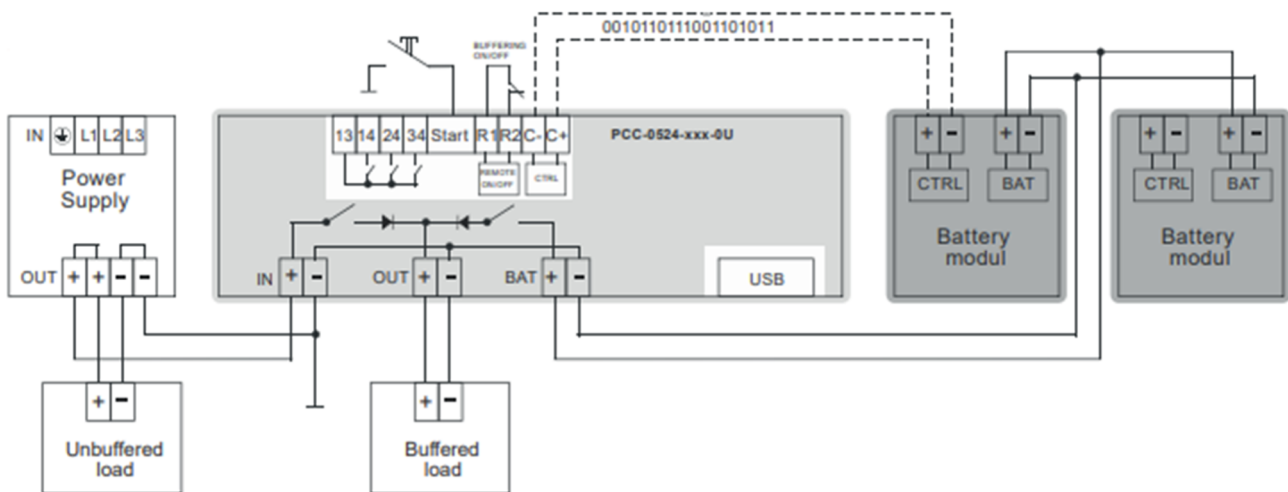 0010110111001101011
BUFFERING
ON/OFF
IN L1 L2 L3
Power
Supply
OUT + + - -
13 14 24 34 Start R1 R2 C- C+
PCC-0524-xxx-0U
REMOTE
ON/OFF
CTRL
IN + -
OUT + -
BAT + -
USB
+ - + -
CTRL BAT
Battery
modul
+ - + -
CTRL BAT
Battery
modul
+ -
Unbuffered
load
+ -
Buffered
load